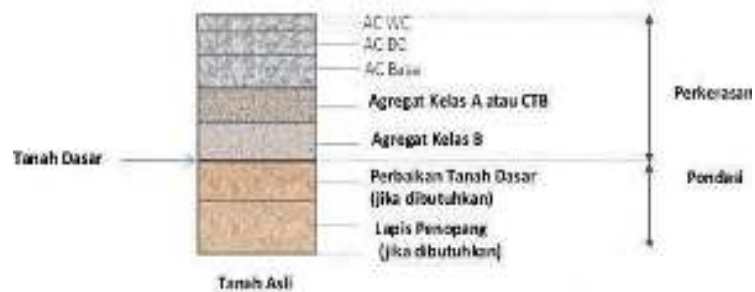 AC WC
AC BC
AC Base
Agregat Kelas A atau CTB
Perkerasan
Agregat Kelas B
Tanah Dasar
Perbaikan Tanah Dasar
(jika dibutuhkan)
Pondasi
Lapis Penopang
(jika dibutuhkan)
Tanah Asli